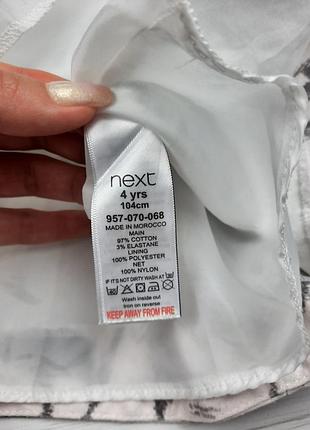 next
4 yrs
104cm
957-070-068
MADE IN MOROCCO
MAIN
97% COTTON
3% ELASTANE
LINING
100% POLYESTER
NET
100% NYLON
IF IT'S NOT DIRTY WASH AT
Wash inside out
Iron on reverse
KEEP AWAY FROM FIRE